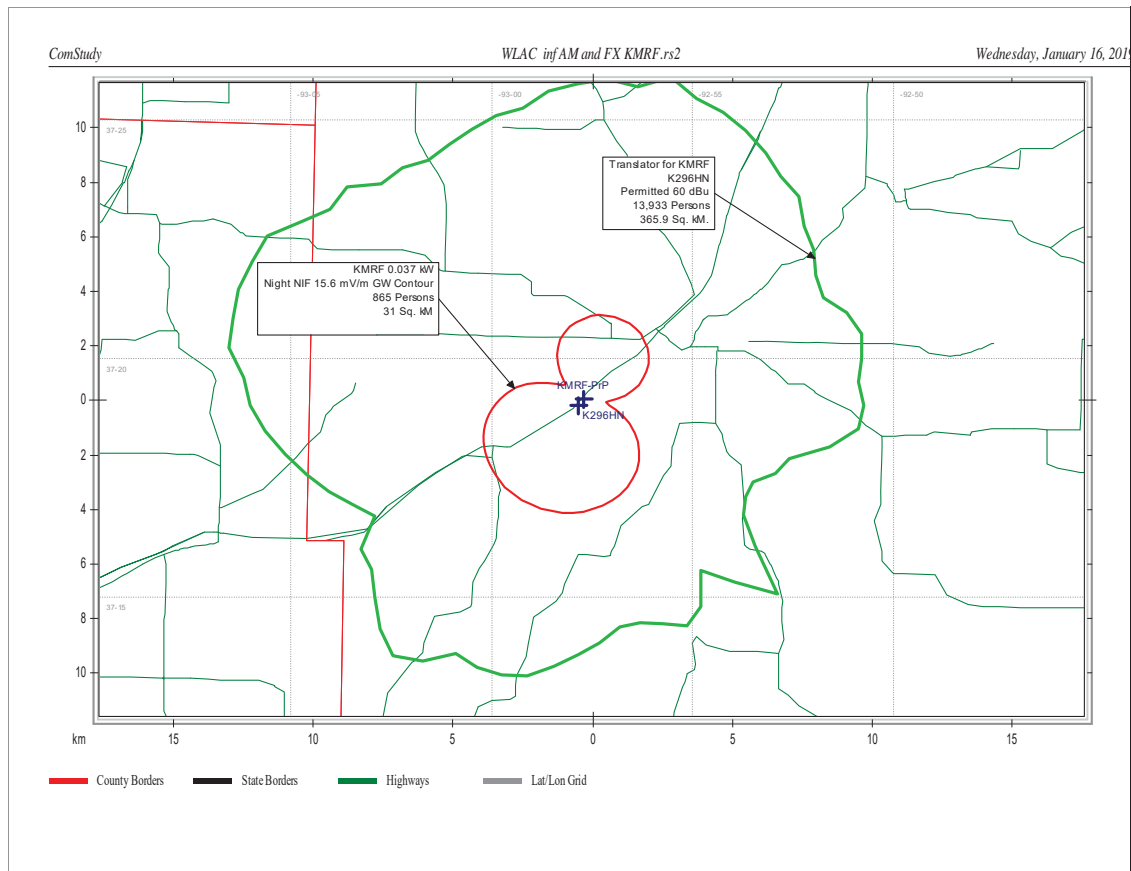 ComStudy
WLAC inf AM and FX KMRF.rs2
Wednesday, January 16, 2019
-93-05
-93-00
-92-55
-92-50
10
37-25
Translator for KMRF
K296HN
Permitted 60 dBu
13,933 Persons
365.9 Sq. kM.
8
6
KMRF 0.037 kW
Night NIF 15.6 mV/m GW Contour
865 Persons
31 Sq. kM
4
2
37-20
KMRF-PIP
0
K296HN
2
4
6
37-15
8
10
km
15
10
5
0
5
10
15
County Borders
State Borders
Highways
Lat/Lon Grid